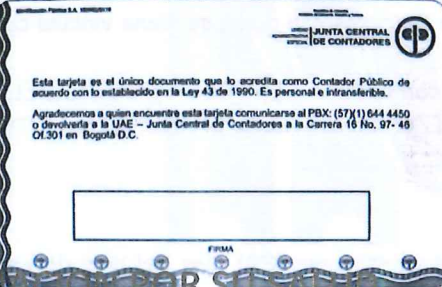 JUNTA CENTRAL
DE CONTADORES
Esta tarjeta es el único documento que lo acredita como Contador Público de
acuerdo con lo establecido en la Ley 43 de 1990. Es personal e intransferible.
Agradecemos a quien encuentre esta tarjeta comunicarse al PBX: (57)(1) 644 4450
o devolverla a la UAE – Junta Central de Contadores a la Carrera 16 No. 97- 46
Of.301 en Bogotá D.C.
FIRMA